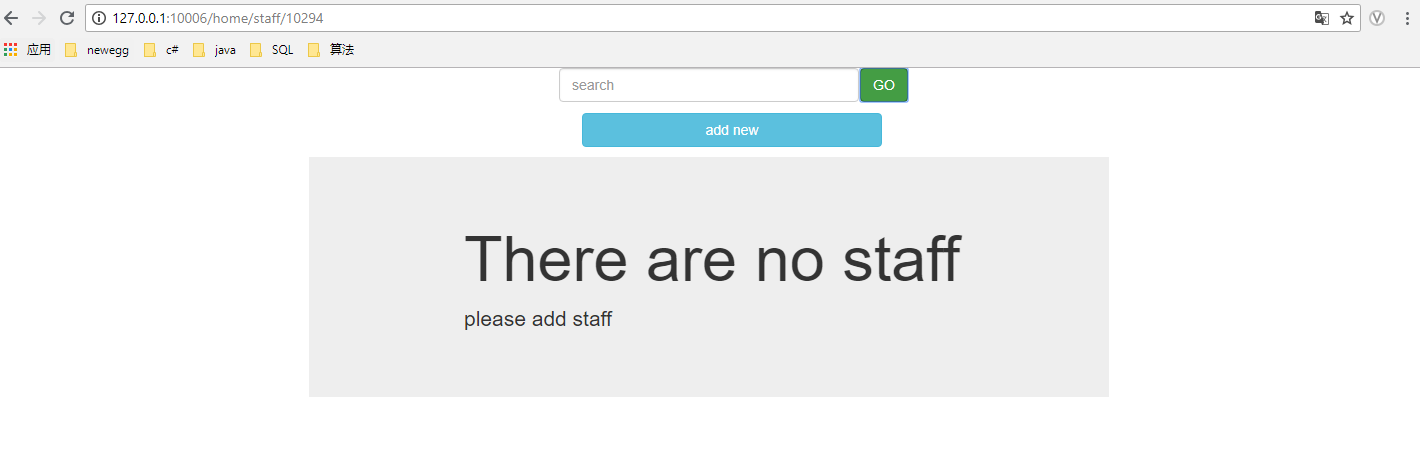 127.0.0.1:10006/home/staff/10294
应用 newegg c# java SQL 算法
search GO
add new
There are no staff
please add staff